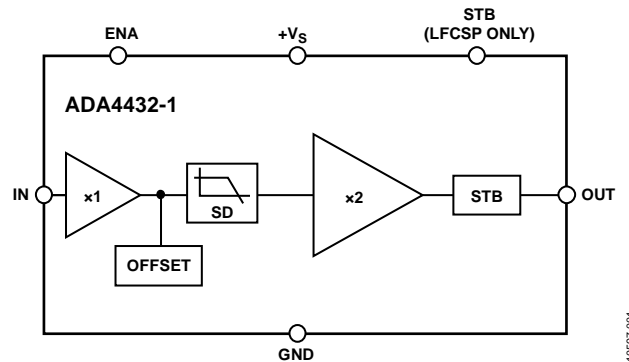 STB
(LFCSP ONLY)
ENA
+VS
ADA4432-1
IN
×1
SD
×2
STB
OUT
OFFSET
GND